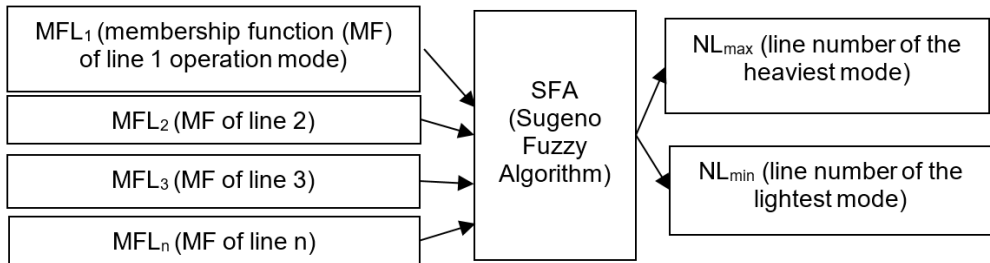 MFL₁ (membership function (MF)
of line 1 operation mode)
MFL₂ (MF of line 2)
MFL₃ (MF of line 3)
MFLₙ (MF of line n)
SFA
(Sugeno
Fuzzy
Algorithm)
NLmax (line number of the
heaviest mode)
NLmin (line number of the
lightest mode)